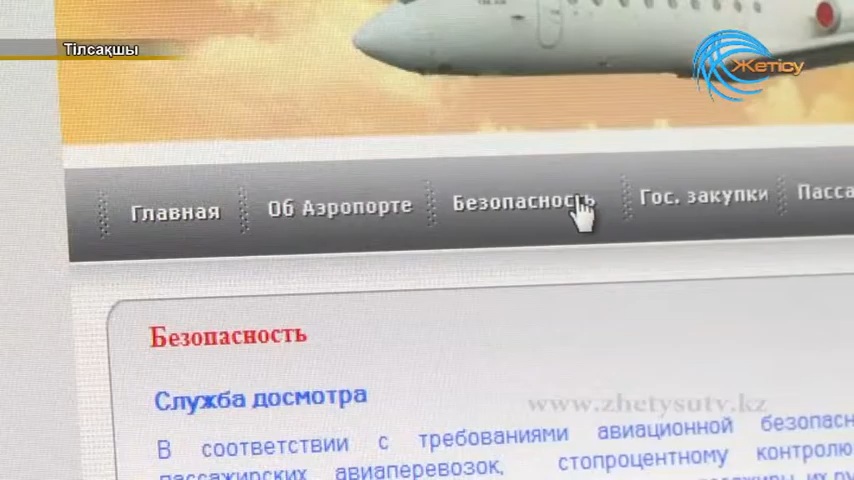 Тілсақшы
Жетісу
Главная Об Аэропорте Безопасность Гос. закупки
Безопасность
Служба досмотра
www.zhetysutv.kz
В соответствии с требованиями авиационной
пассажирских авиаперевозок, стопроцентному контролю